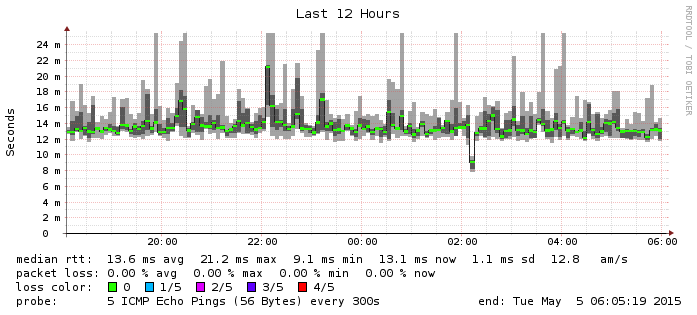 Last 12 Hours
RRDTOOL / TOBI OETIKER
Seconds
24 m
22 m
20 m
18 m
16 m
14 m
12 m
10 m
8 m
6 m
4 m
2 m
0
20:00 22:00 00:00 02:00 04:00 06:00
median rtt: 13.6 ms avg 21.2 ms max 9.1 ms min 13.1 ms now 1.1 ms sd 12.8 am/s
packet loss: 0.00 % avg 0.00 % max 0.00 % min 0.00 % now
loss color: 0 1/5 2/5 3/5 4/5
probe: 5 ICMP Echo Pings (56 Bytes) every 300s end: Tue May 5 06:05:19 2015